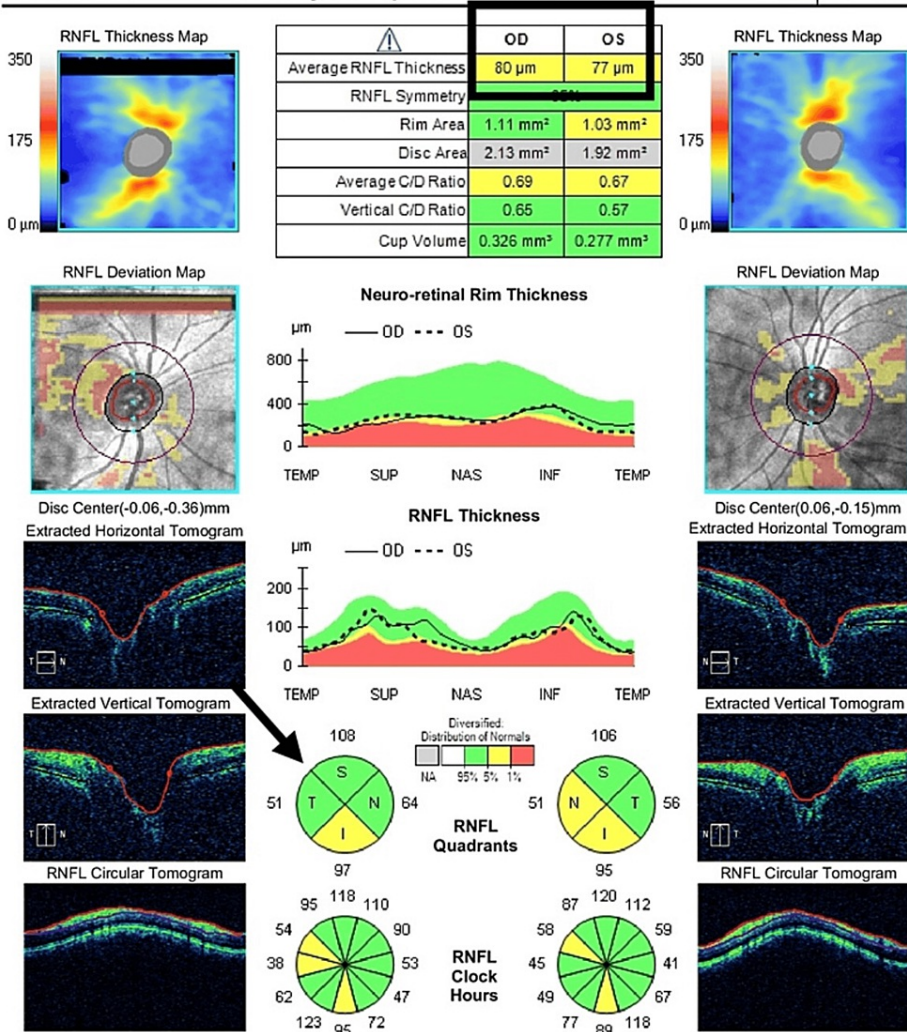 RNFL Thickness Map
OD OS
RNFL Thickness Map
350
175
0 µm
Average RNFL Thickness 80 µm 77 µm
RNFL Symmetry
Rim Area 1.11 mm² 1.03 mm²
Disc Area 2.13 mm² 1.92 mm²
Average C/D Ratio 0.69 0.67
Vertical C/D Ratio 0.65 0.57
Cup Volume 0.326 mm³ 0.277 mm³
350
175
0 µm
RNFL Deviation Map
Neuro-retinal Rim Thickness
RNFL Deviation Map
µm OD OS
800
400
0
TEMP SUP NAS INF TEMP
Disc Center(-0.06,-0.36)mm
Disc Center(0.06,-0.15)mm
Extracted Horizontal Tomogram
RNFL Thickness
Extracted Horizontal Tomogram
µm OD OS
200
100
0
TEMP SUP NAS INF TEMP
T N
T N
Extracted Vertical Tomogram
Extracted Vertical Tomogram
Diversified:
Distribution of Normals
NA 95% 5% 1%
108
S
51 T N 64
I
97
RNFL
Quadrants
106
S
51 N T 56
I
95
T N
T N
RNFL Circular Tomogram
RNFL Circular Tomogram
118
95 110
54 90
38 53
62 47
123 72
95
RNFL
Clock
Hours
120
87 112
58 59
45 41
49 67
77 118
89